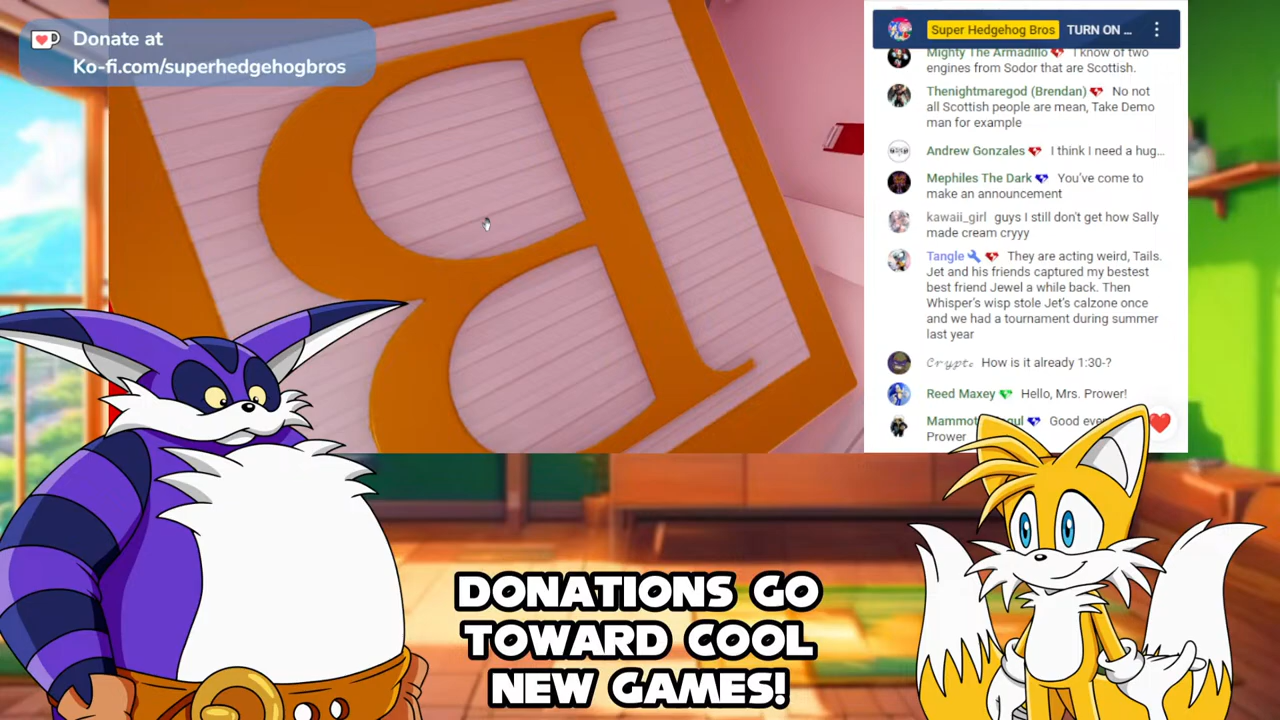 Donate at
Ko-fi.com/superhedgehogbros
B
Super Hedgehog Bros TURN ON ...
Mighty The Armadillo I know of two
engines from Sodor that are Scottish.
Thenightmaregod (Brendan) No not
all Scottish people are mean, Take Demo
man for example
Andrew Gonzales I think I need a hug...
Mephiles The Dark You've come to
make an announcement
kawaii_girl guys I still don't get how Sally
made cream cryyy
Tangle They are acting weird, Tails.
Jet and his friends captured my bestest
best friend Jewel a while back. Then
Whisper's wisp stole Jet's calzone once
and we had a tournament during summer
last year
Crypte How is it already 1:30-?
Reed Maxey Hello, Mrs. Prower!
Good
Prower
DONATIONS GO
TOWARD COOL
NEW GAMES!